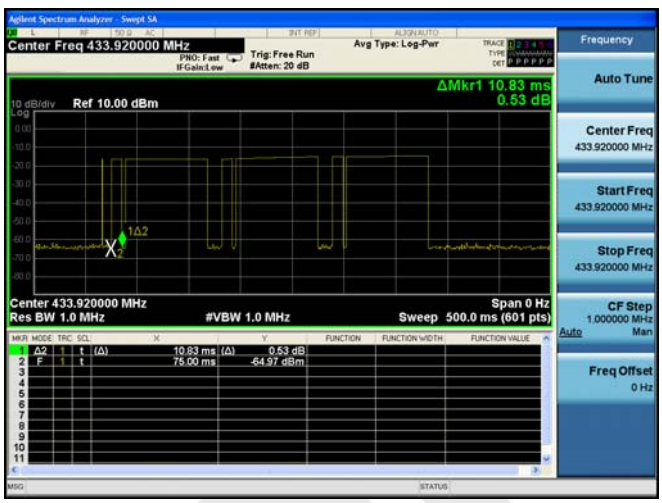 Agilent Spectrum Analyzer - Swept SA
L RF 50 Ω AC INT REF ALIGN AUTO
Center Freq 433.920000 MHz
PNO: Fast
IFGain:Low
Trig: Free Run
#Atten: 20 dB
Avg Type: Log-Pwr
TRACE 1 2 3 4 5 6
TYPE
DET P P P P P P
ΔMkr1 10.83 ms
0.53 dB
10 dB/div Ref 10.00 dBm
Log
0.00
-10.0
-20.0
-30.0
-40.0
-50.0
-60.0
-70.0
-80.0
1Δ2
X2
Center 433.920000 MHz Span 0 Hz
Res BW 1.0 MHz #VBW 1.0 MHz Sweep 500.0 ms (601 pts)
MKR MODE TRC SCL X Y FUNCTION FUNCTION WIDTH FUNCTION VALUE
1 Δ2 1 t (Δ) 10.83 ms (Δ) 0.53 dB
2 F 1 t 75.00 ms -64.97 dBm
3
4
5
6
7
8
9
10
11
MSG STATUS
Frequency
Auto Tune
Center Freq
433.920000 MHz
Start Freq
433.920000 MHz
Stop Freq
433.920000 MHz
CF Step
1.000000 MHz
Auto Man
Freq Offset
0 Hz